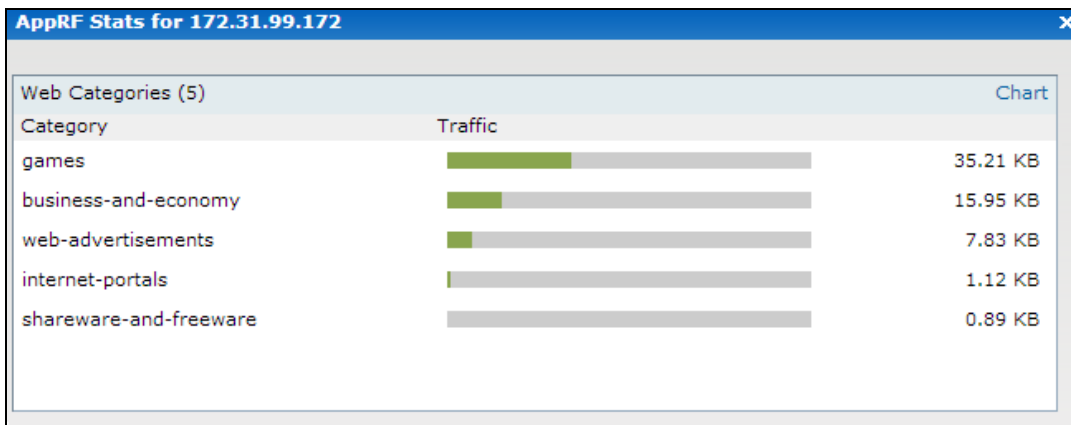 AppRF Stats for 172.31.99.172 x
Web Categories (5) Chart
Category Traffic
games 35.21 KB
business-and-economy 15.95 KB
web-advertisements 7.83 KB
internet-portals 1.12 KB
shareware-and-freeware 0.89 KB